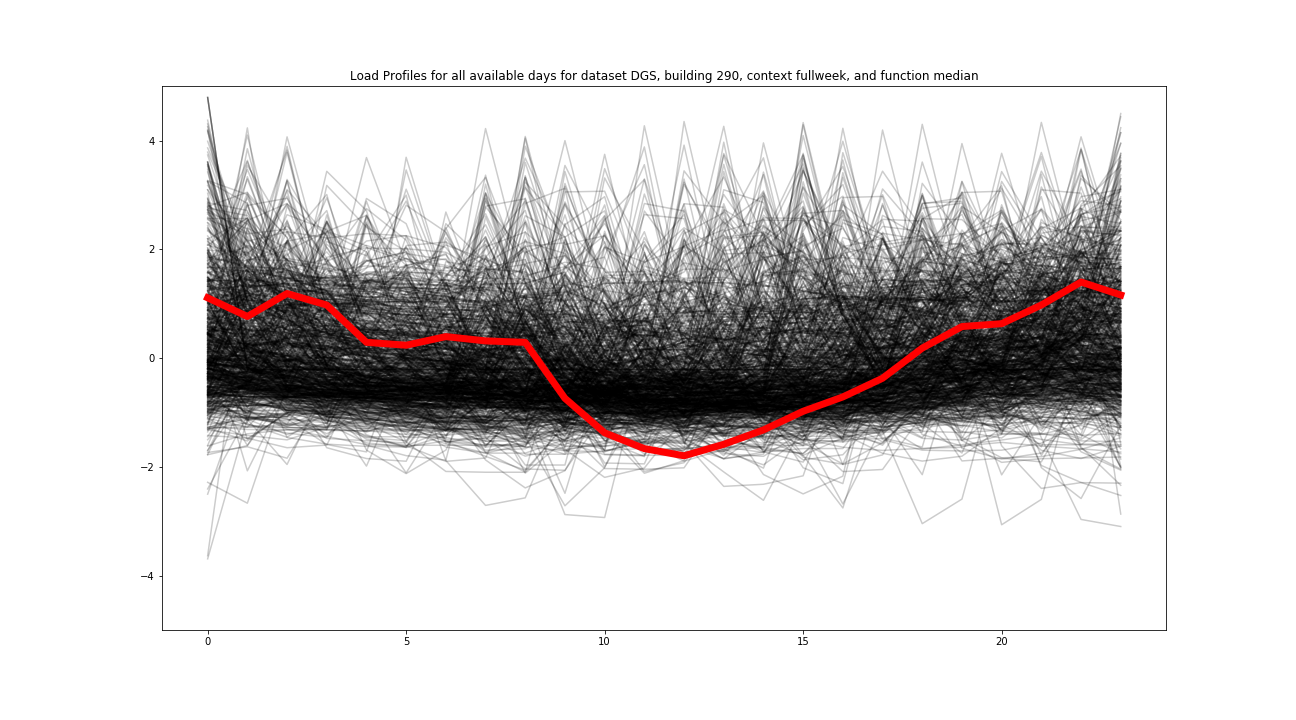 Load Profiles for all available days for dataset DGS, building 290, context fullweek, and function median
4
2
0
−2
−4
0 5 10 15 20